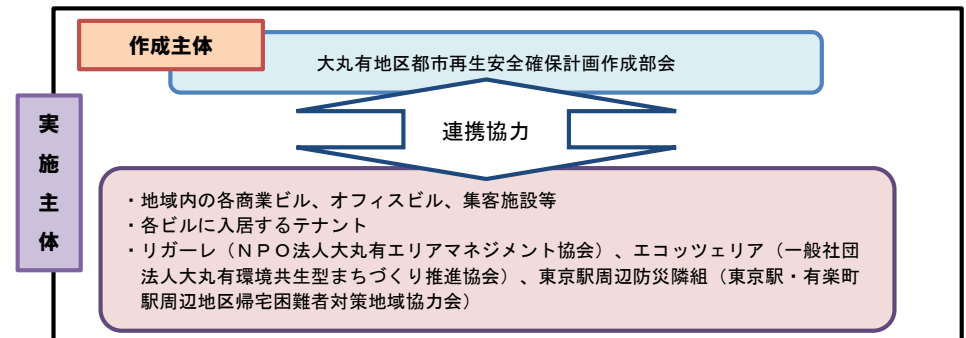 作成主体
大丸有地区都市再生安全確保計画作成部会
実施主体
連携協力
・地域内の各商業ビル、オフィスビル、集客施設等
・各ビルに入居するテナント
・リガーレ（ＮＰＯ法人大丸有エリアマネジメント協会）、エコッツェリア（一般社団
法人大丸有環境共生型まちづくり推進協会）、東京駅周辺防災隣組（東京駅・有楽町
駅周辺地区帰宅困難者対策地域協力会）